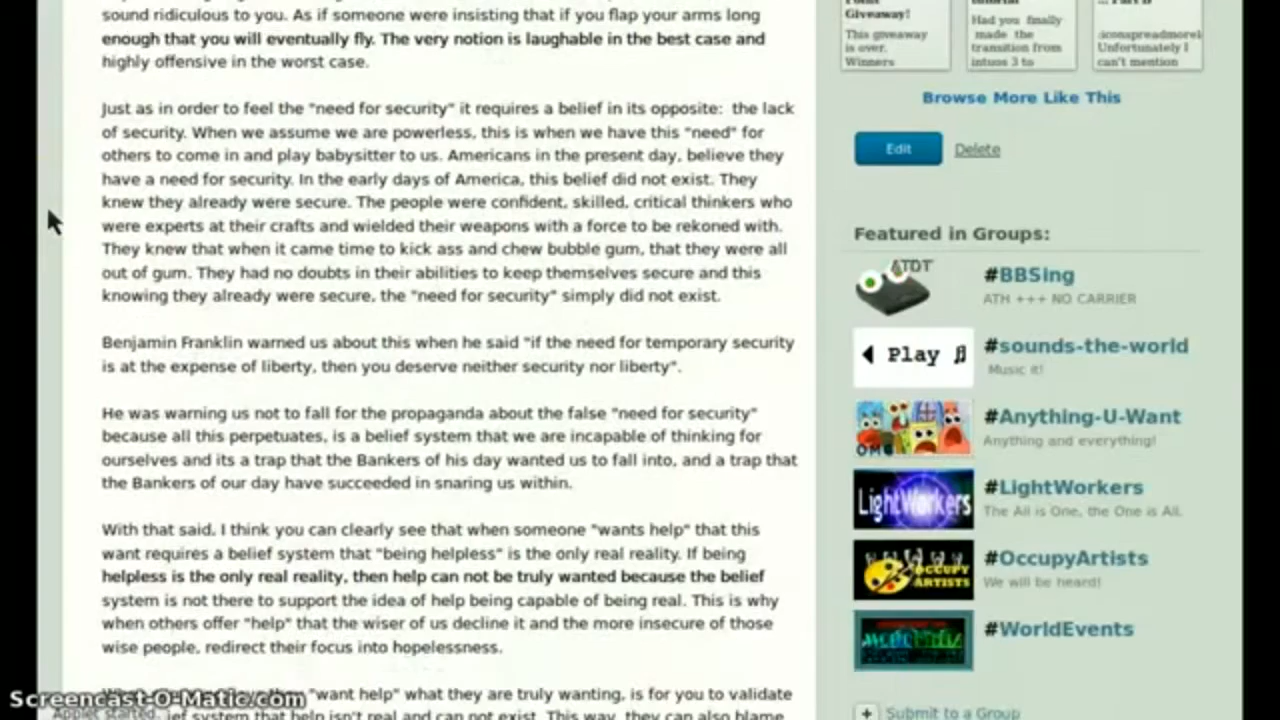 sound ridiculous to you. As if someone were insisting that if you flap your arms long
enough that you will eventually fly. The very notion is laughable in the best case and
highly offensive in the worst case.
Just as in order to feel the "need for security" it requires a belief in its opposite: the lack
of security. When we assume we are powerless, this is when we have this "need" for
others to come in and play babysitter to us. Americans in the present day, believe they
have a need for security. In the early days of America, this belief did not exist. They
knew they already were secure. The people were confident, skilled, critical thinkers who
were experts at their crafts and wielded their weapons with a force to be rekoned with.
They knew that when it came time to kick ass and chew bubble gum, that they were all
out of gum. They had no doubts in their abilities to keep themselves secure and this
knowing they already were secure, the "need for security" simply did not exist.
Benjamin Franklin warned us about this when he said "if the need for temporary security
is at the expense of liberty, then you deserve neither security nor liberty".
He was warning us not to fall for the propaganda about the false "need for security"
because all this perpetuates, is a belief system that we are incapable of thinking for
ourselves and its a trap that the Bankers of his day wanted us to fall into, and a trap that
the Bankers of our day have succeeded in snaring us within.
With that said, I think you can clearly see that when someone "wants help" that this
want requires a belief system that "being helpless" is the only real reality. If being
helpless is the only real reality, then help can not be truly wanted because the belief
system is not there to support the idea of help being capable of being real. This is why
when others offer "help" that the wiser of us decline it and the more insecure of those
wise people, redirect their focus into hopelessness.
"want help" what they are truly wanting, is for you to validate
system that help isn't real and can not exist. This way, they can also blame
Giveaway!
This giveaway
is over.
Winners
Had you finally
made the
transition from
intuos 3 to
Unfortunately I
can't mention
Browse More Like This
Edit
Delete
Featured in Groups:
ATDT
#BBSing
ATH +++ NO CARRIER
Play
#sounds-the-world
Music it!
OMG
#Anything-U-Want
Anything and everything!
LightWorkers
#LightWorkers
The All is One, the One is All.
OCCUPY
ARTISTS
#OccupyArtists
We will be heard!
#WorldEvents
+ Submit to a Group
Screencast-O-Matic.com
Applet started.